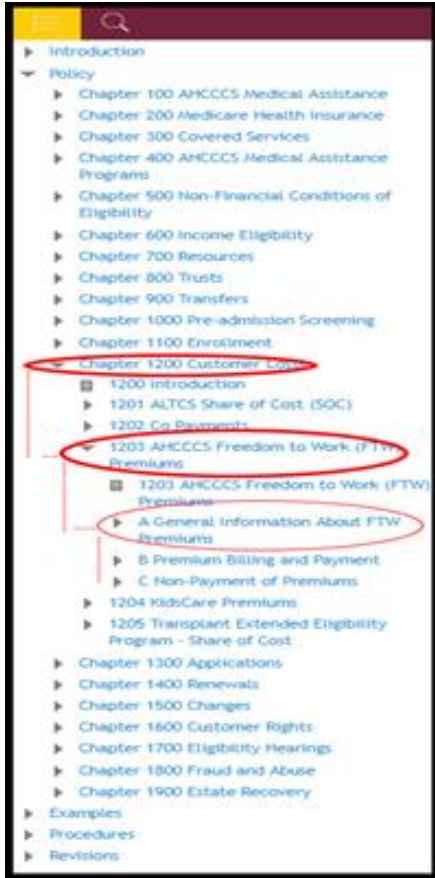 Introduction
Policy
Chapter 100 AHCCCS Medical Assistance
Chapter 200 Medicare Health Insurance
Chapter 300 Covered Services
Chapter 400 AHCCCS Medical Assistance
Programs
Chapter 500 Non-Financial Conditions of
Eligibility
Chapter 600 Income Eligibility
Chapter 700 Resources
Chapter 800 Trusts
Chapter 900 Transfers
Chapter 1000 Pre-admission Screening
Chapter 1100 Enrollment
Chapter 1200 Customer Costs
1200 Introduction
1201 ALTCS Share of Cost (SOC)
1202 Co Payments
1203 AHCCCS Freedom to Work (FTW)
Premiums
1203 AHCCCS Freedom to Work (FTW)
Premiums
A General Information About FTW
Premiums
B Premium Billing and Payment
C Non-Payment of Premiums
1204 KidsCare Premiums
1205 Transplant Extended Eligibility
Program - Share of Cost
Chapter 1300 Applications
Chapter 1400 Renewals
Chapter 1500 Changes
Chapter 1600 Customer Rights
Chapter 1700 Eligibility Hearings
Chapter 1800 Fraud and Abuse
Chapter 1900 Estate Recovery
Examples
Procedures
Revisions